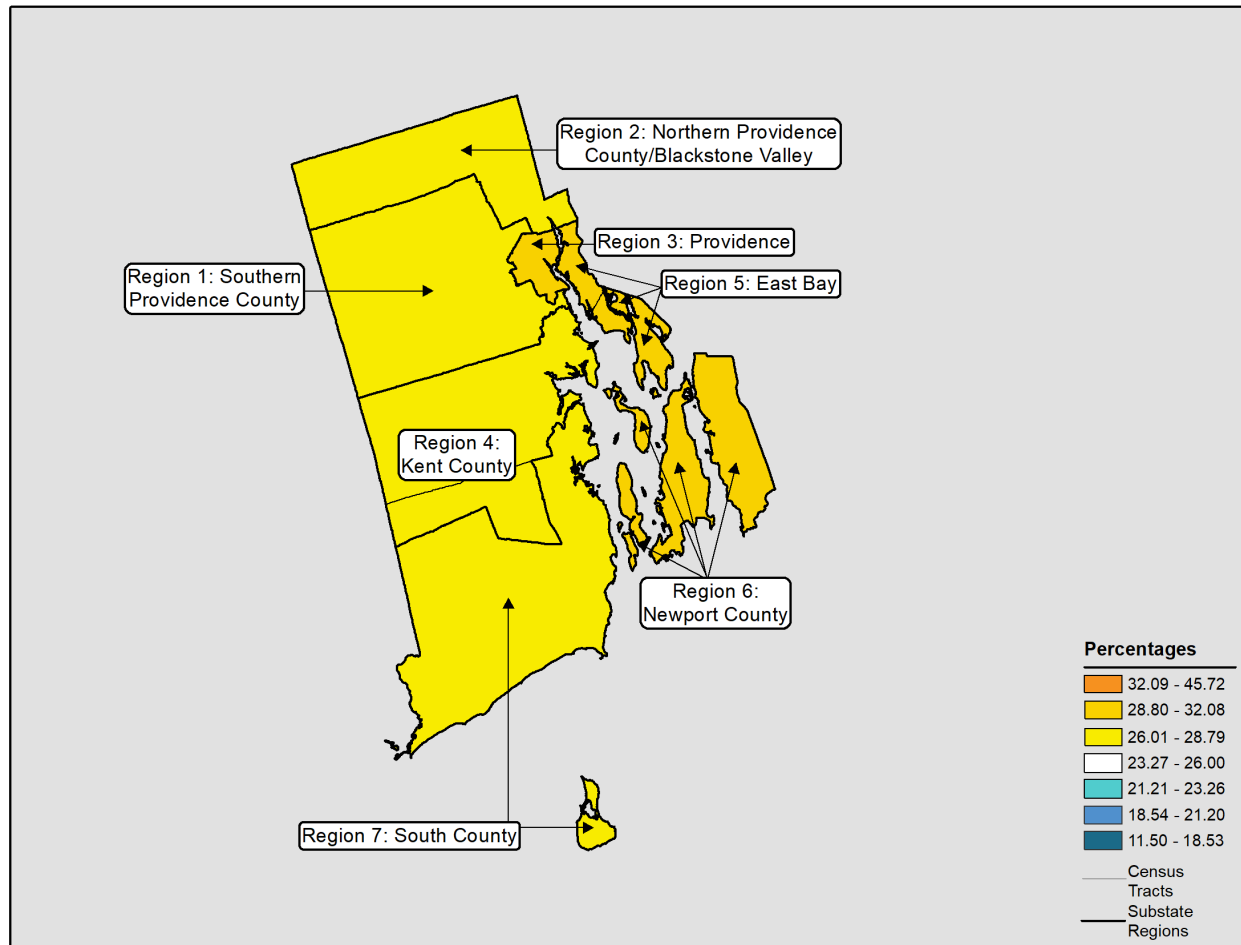 Region 2: Northern Providence
County/Blackstone Valley
Region 3: Providence
Region 1: Southern
Providence County
Region 5: East Bay
Region 4:
Kent County
Region 6:
Newport County
Region 7: South County
Percentages
32.09 - 45.72
28.80 - 32.08
26.01 - 28.79
23.27 - 26.00
21.21 - 23.26
18.54 - 21.20
11.50 - 18.53
Census
Tracts
Substate
Regions